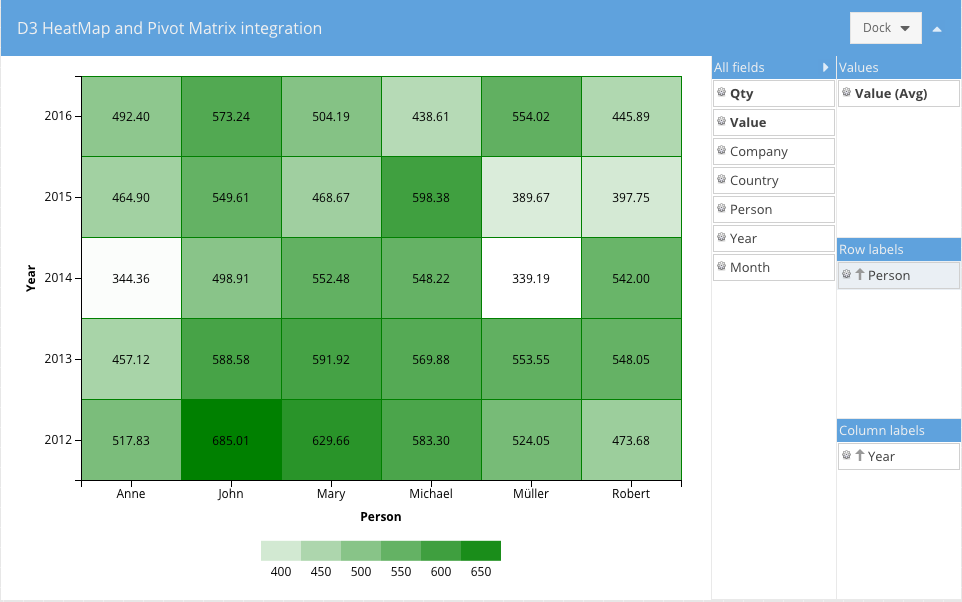 D3 HeatMap and Pivot Matrix integration
Dock
All fields
Values
Qty
Value (Avg)
Value
Company
Country
Person
Year
Month
Row labels
Person
Column labels
Year
Year
2016 492.40 573.24 504.19 438.61 554.02 445.89
2015 464.90 549.61 468.67 598.38 389.67 397.75
2014 344.36 498.91 552.48 548.22 339.19 542.00
2013 457.12 588.58 591.92 569.88 553.55 548.05
2012 517.83 685.01 629.66 583.30 524.05 473.68
Anne John Mary Michael Müller Robert
Person
400 450 500 550 600 650